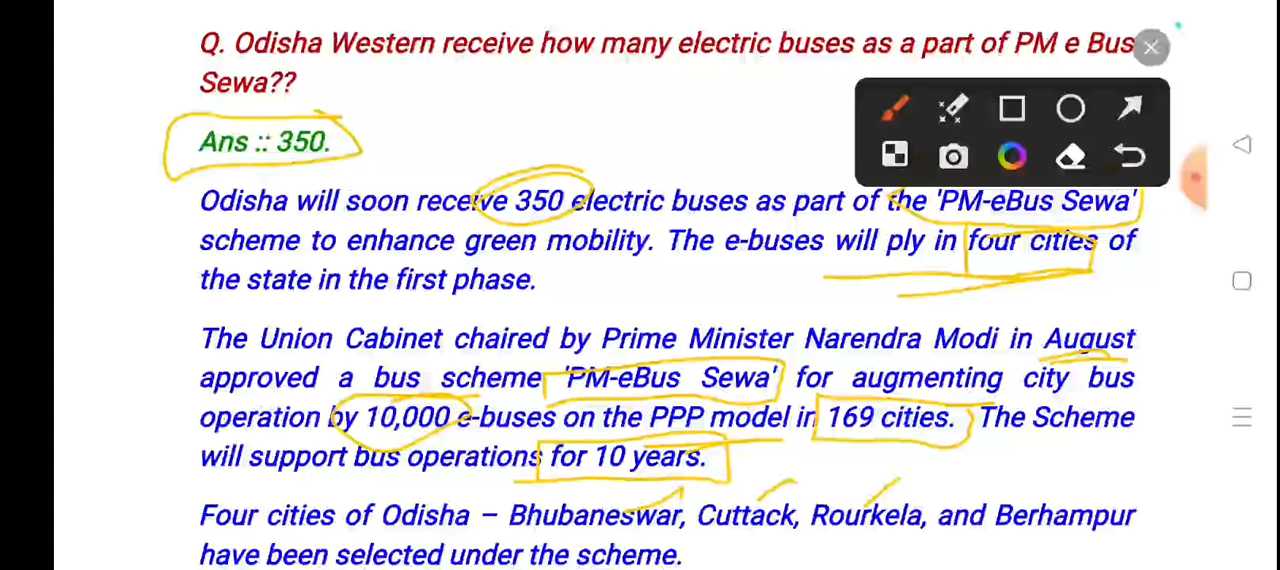 Q. Odisha Western receive how many electric buses as a part of PM e Bus
Sewa??
Ans :: 350.
Odisha will soon receive 350 electric buses as part of the 'PM-eBus Sewa'
scheme to enhance green mobility. The e-buses will ply in four cities of
the state in the first phase.
The Union Cabinet chaired by Prime Minister Narendra Modi in August
approved a bus scheme 'PM-eBus Sewa' for augmenting city bus
operation by 10,000 e-buses on the PPP model in 169 cities. The Scheme
will support bus operations for 10 years.
Four cities of Odisha – Bhubaneswar, Cuttack, Rourkela, and Berhampur
have been selected under the scheme.